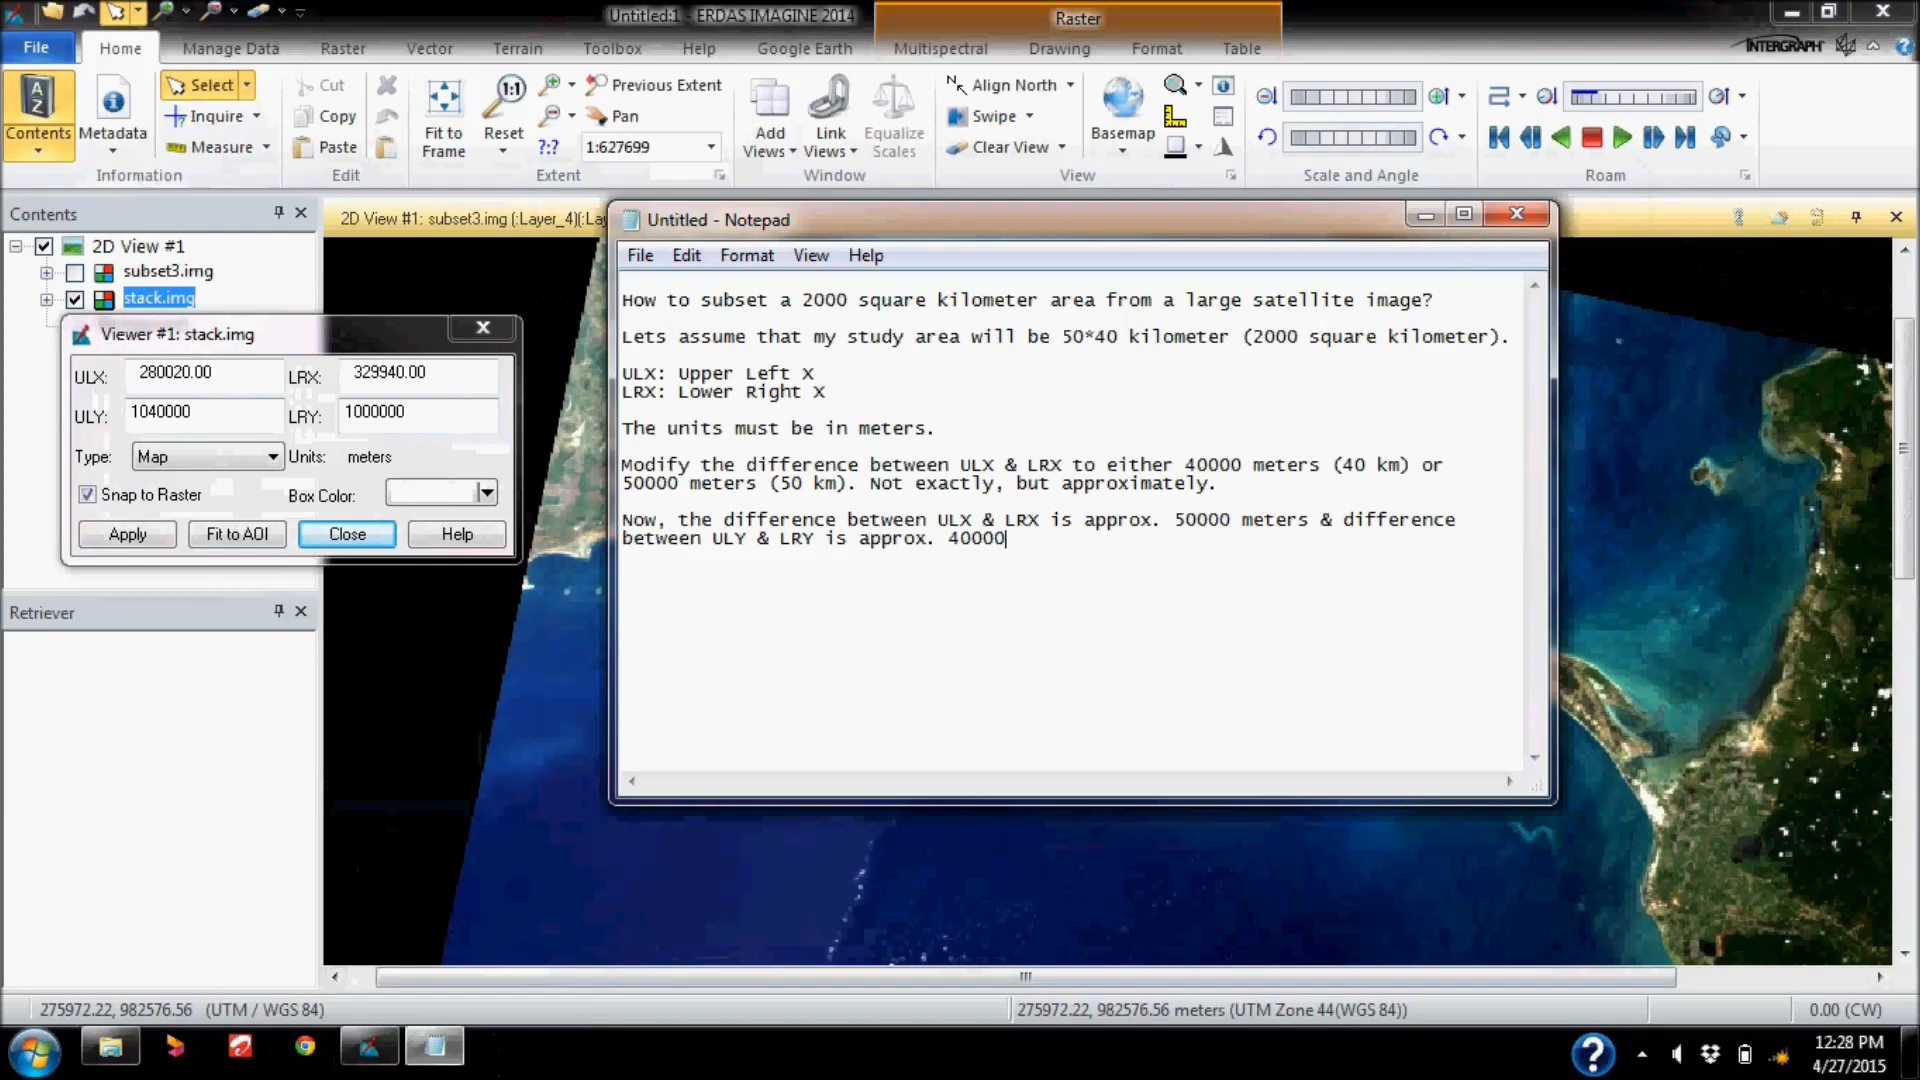 Untitled:1 - ERDAS IMAGINE 2014
Raster
File
Home
Manage Data
Raster
Vector
Terrain
Toolbox
Help
Google Earth
Multispectral
Drawing
Format
Table
INTERGRAPH
Contents
Metadata
Select
Inquire
Measure
Information
Cut
Copy
Paste
Edit
Fit to
Frame
1:1
Reset
Previous Extent
Pan
?:?
1:627699
Extent
Add
Views
Link
Views
Equalize
Scales
Window
Align North
Swipe
Clear View
Basemap
View
Scale and Angle
Roam
Contents
2D View #1
subset3.img
stack.img
2D View #1: subset3.img (:Layer_4)(:La
Viewer #1: stack.img
ULX: 280020.00 LRX: 329940.00
ULY: 1040000 LRY: 1000000
Type: Map Units: meters
Snap to Raster Box Color:
Apply Fit to AOI Close Help
Retriever
Untitled - Notepad
File Edit Format View Help
How to subset a 2000 square kilometer area from a large satellite image?
Lets assume that my study area will be 50*40 kilometer (2000 square kilometer).
ULX: Upper Left X
LRX: Lower Right X
The units must be in meters.
Modify the difference between ULX & LRX to either 40000 meters (40 km) or
50000 meters (50 km). Not exactly, but approximately.
Now, the difference between ULX & LRX is approx. 50000 meters & difference
between ULY & LRY is approx. 40000
275972.22, 982576.56 (UTM / WGS 84)
275972.22, 982576.56 meters (UTM Zone 44(WGS 84))
0.00 (CW)
12:28 PM
4/27/2015